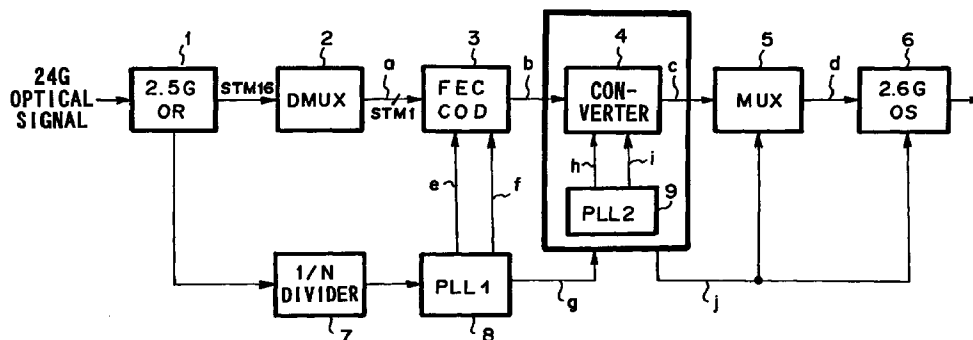 24G
OPTICAL
SIGNAL
1
2.5G
OR
STM16
2
DMUX
a
STM1
3
FEC
COD
b
4
CON-
VERTER
c
5
MUX
d
6
2.6G
OS
e
f
h
i
9
PLL2
1/N
DIVIDER
7
PLL1
8
g
j